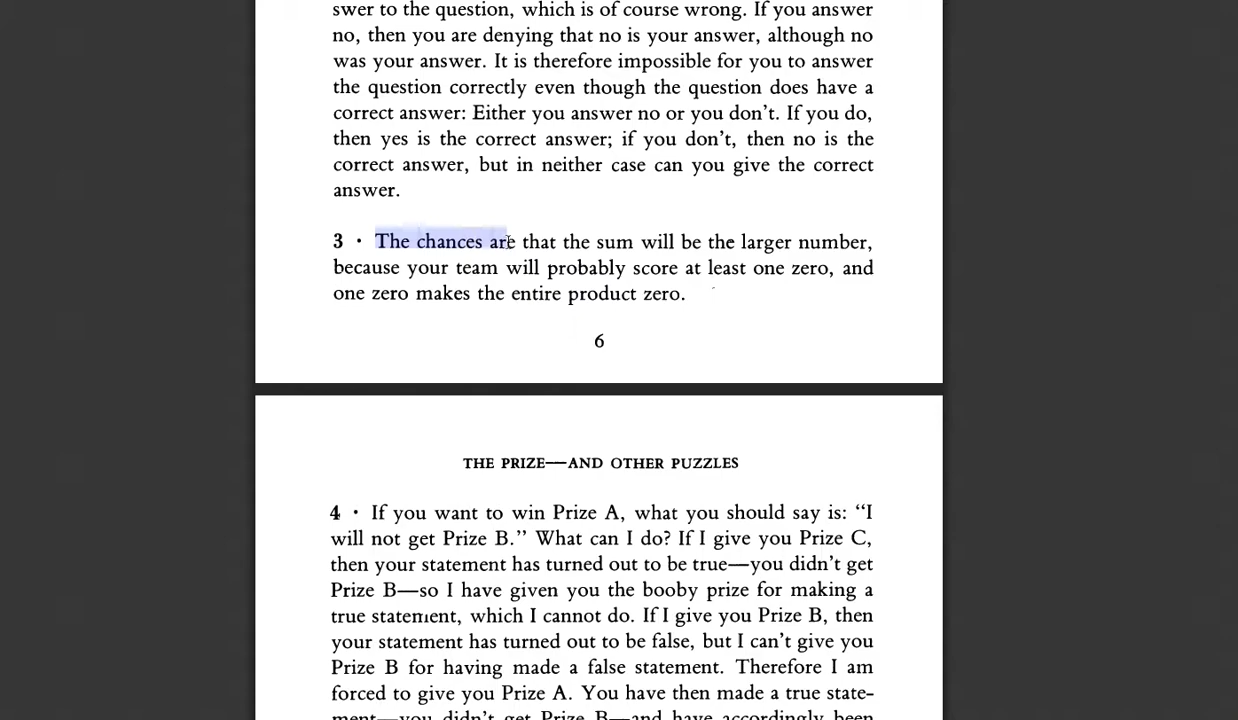 swer to the question, which is of course wrong. If you answer
no, then you are denying that no is your answer, although no
was your answer. It is therefore impossible for you to answer
the question correctly even though the question does have a
correct answer: Either you answer no or you don't. If you do,
then yes is the correct answer; if you don't, then no is the
correct answer, but in neither case can you give the correct
answer.
3 · The chances are that the sum will be the larger number,
because your team will probably score at least one zero, and
one zero makes the entire product zero.
6
THE PRIZE—AND OTHER PUZZLES
4 · If you want to win Prize A, what you should say is: “I
will not get Prize B.” What can I do? If I give you Prize C,
then your statement has turned out to be true—you didn't get
Prize B—so I have given you the booby prize for making a
true statement, which I cannot do. If I give you Prize B, then
your statement has turned out to be false, but I can't give you
Prize B for having made a false statement. Therefore I am
forced to give you Prize A. You have then made a true state-
ment—you didn't get Prize B—and have accordingly been